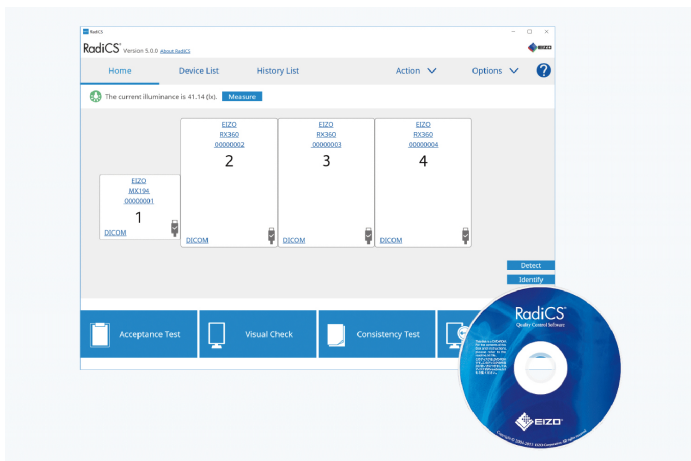 RadiCS
RadiCS® Version 5.0.0 About RadiCS
EIZO
Home Device List History List Action Options ?
The current illuminance is 41.14 (lx). Measure
EIZO
MX194
00000001
1
DICOM
EIZO
RX360
00000002
2
DICOM
EIZO
RX360
00000003
3
DICOM
EIZO
RX360
00000004
4
DICOM
Detect
Identify
Acceptance Test
Visual Check
Consistency Test
RadiCS®
Quality Control Software
EIZO®